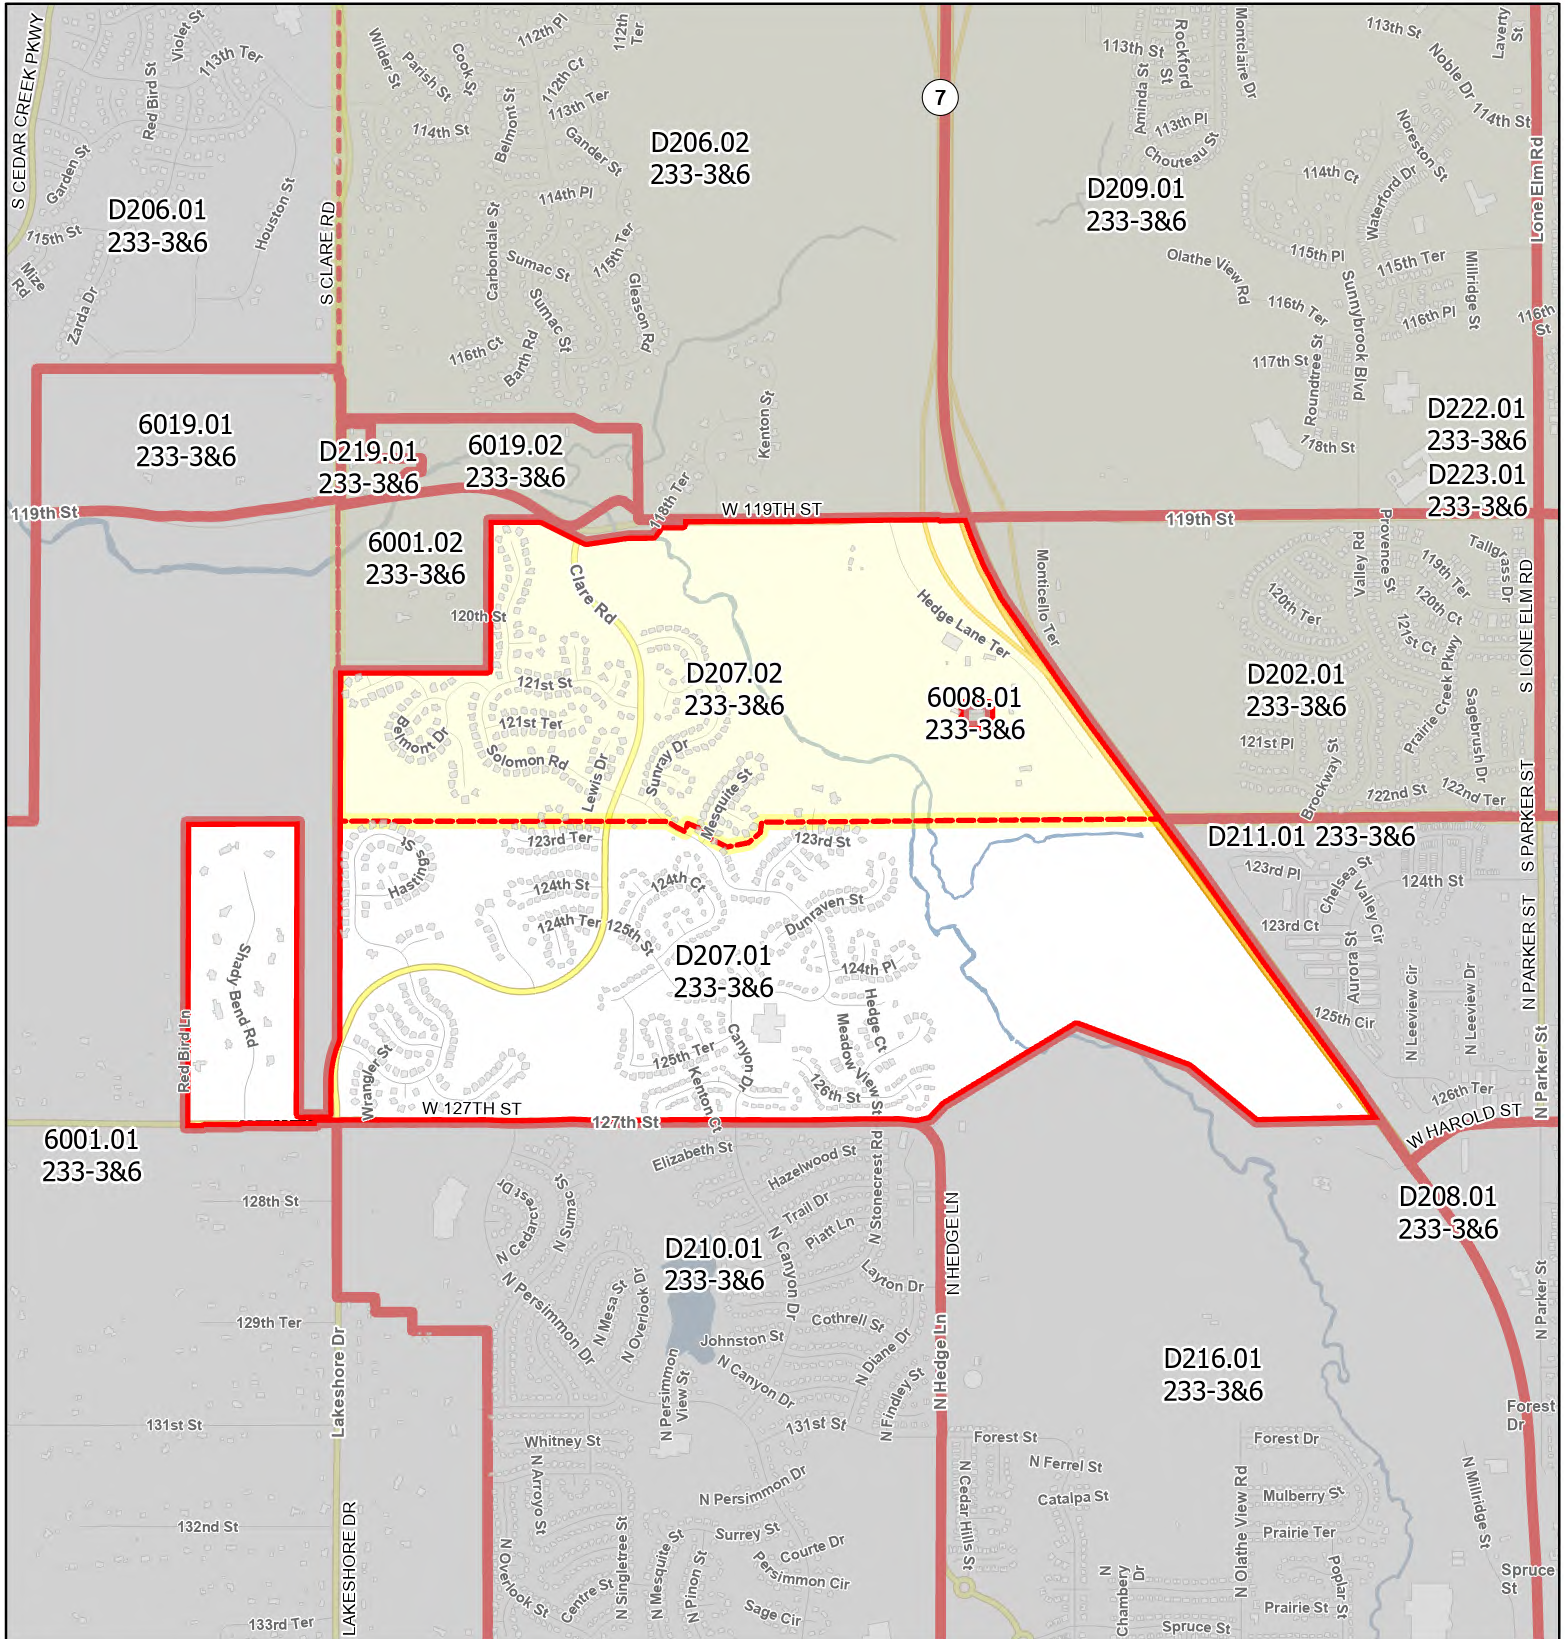 S CEDAR CREEK PKWY
Violet St
113th Ter
Red Bird St
Garden St
115th St
Mize Rd
Zarda Dr
Houston St
D206.01
233-3&6
S CLARE RD
Wilder St
Parish St
Cook St
112th Pl
112th Ter
112th Ct
113th Ter
114th St
Belmont St
Gander St
114th Pl
Carbondale St
115th Ter
Sumac St
Sumac St
Gleason Rd
116th Ct
Barth Rd
D206.02
233-3&6
7
113th St
Rockford St
Montclaire Dr
Aminda St
113th Pl
Chouteau St
113th St
Laverty St
Noble Dr
114th St
Noreston St
114th Ct
Waterford Dr
Lone Elm Rd
D209.01
233-3&6
Olathe View Rd
115th Pl
115th Ter
Millridge St
116th Ter
Sunnybrook Blvd
116th Pl
116th St
117th St
Roundtree St
118th St
D222.01
233-3&6
D223.01
233-3&6
6019.01
233-3&6
D219.01
233-3&6
6019.02
233-3&6
Kenton St
118th Ter
W 119TH ST
119th St
119th St
6001.02
233-3&6
120th St
Clare Rd
Hedge Lane Ter
Monticello Ter
Valley Rd
Provence St
Tallgrass Dr
119th Ter
120th Ter
120th Ct
121st Ct
Prairie Creek Pkwy
S LONE ELM RD
Sagebrush Dr
D202.01
233-3&6
121st Pl
Brockway St
122nd St
122nd Ter
D207.02
233-3&6
6008.01
233-3&6
121st St
121st Ter
Belmont Dr
Solomon Rd
Lewis Dr
Sunray Dr
Mesquite St
S PARKER ST
D211.01 233-3&6
123rd Ter
123rd St
Hastings St
124th St
124th Ct
124th Ter
125th St
Dunraven St
D207.01
233-3&6
124th Pl
Hedge Ct
Meadow View St
Canyon Dr
125th Ter
Kenton Ct
126th St
Wrangler St
Shady Bend Rd
Red Bird Ln
123rd Pl
Chelsea St
Valley Cir
124th St
123rd Ct
Aurora St
N PARKER ST
N Leeview Cir
N Leeview Dr
125th Cir
126th Ter
N Parker St
W HAROLD ST
W 127TH ST
127th St
6001.01
233-3&6
128th St
129th Ter
131st St
132nd St
133rd Ter
Lakeshore Dr
LAKESHORE DR
Elizabeth St
Hazelwood St
N Stonecrest Rd
N HEDGE LN
N Cedarcrest Dr
N Sumac St
Trail Dr
Piatt Ln
N Canyon Dr
Layton Dr
D210.01
233-3&6
N Persimmon Dr
N Mesa St
N Overlook Dr
Cothrell St
Johnston St
N Diane Dr
N Canyon Dr
N Findley St
N Hedge Ln
N Persimmon View St
131st St
Whitney St
N Arroyo St
N Persimmon Dr
Surrey St
Courte Dr
Persimmon Cir
N Overlook St
Centre St
N Singletree St
N Mesquite St
N Pinon St
Sage Cir
D208.01
233-3&6
N Parker St
D216.01
233-3&6
Forest Dr
Forest St
Forest Dr
N Ferrel St
N Cedar Hills St
Catalpa St
N Olathe View Rd
Mulberry St
Prairie Ter
Poplar St
N Millridge St
N Chambery Dr
Prairie St
Spruce St
Spruce St